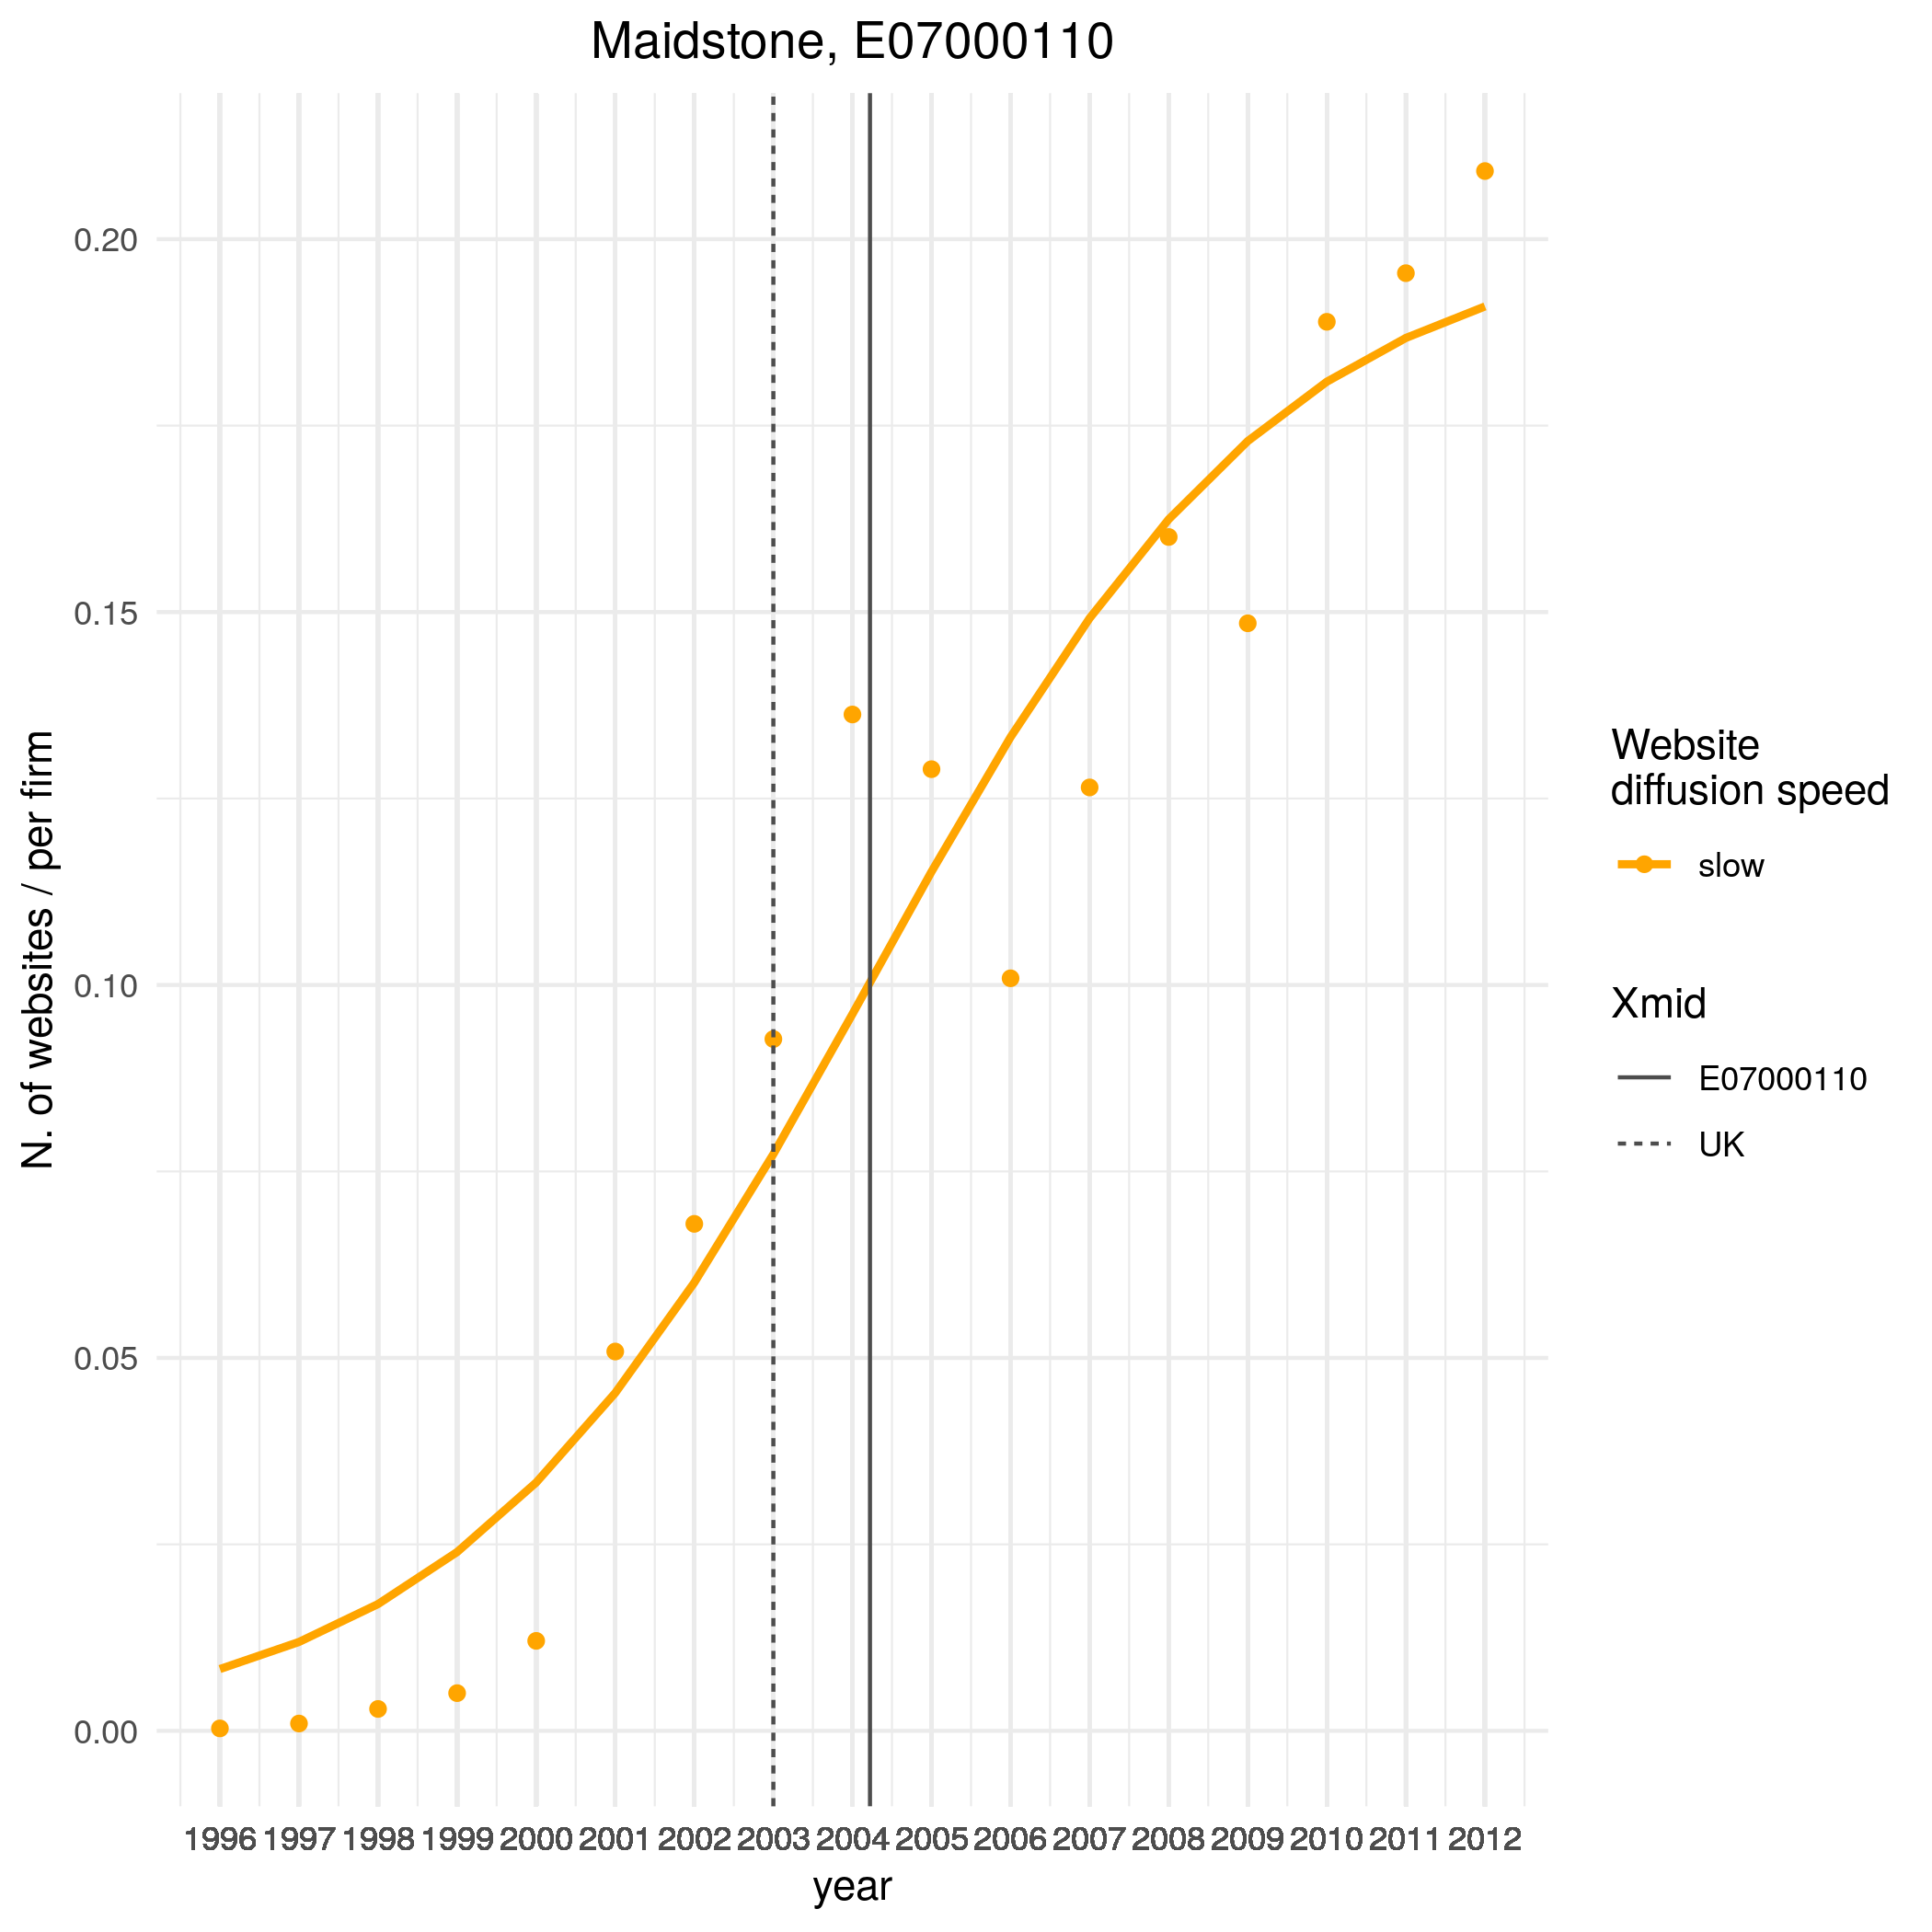 Maidstone, E07000110
N. of websites / per firm
0.20
0.15
0.10
0.05
0.00
1996 1997 1998 1999 2000 2001 2002 2003 2004 2005 2006 2007 2008 2009 2010 2011 2012
year
Website
diffusion speed
slow
Xmid
E07000110
UK